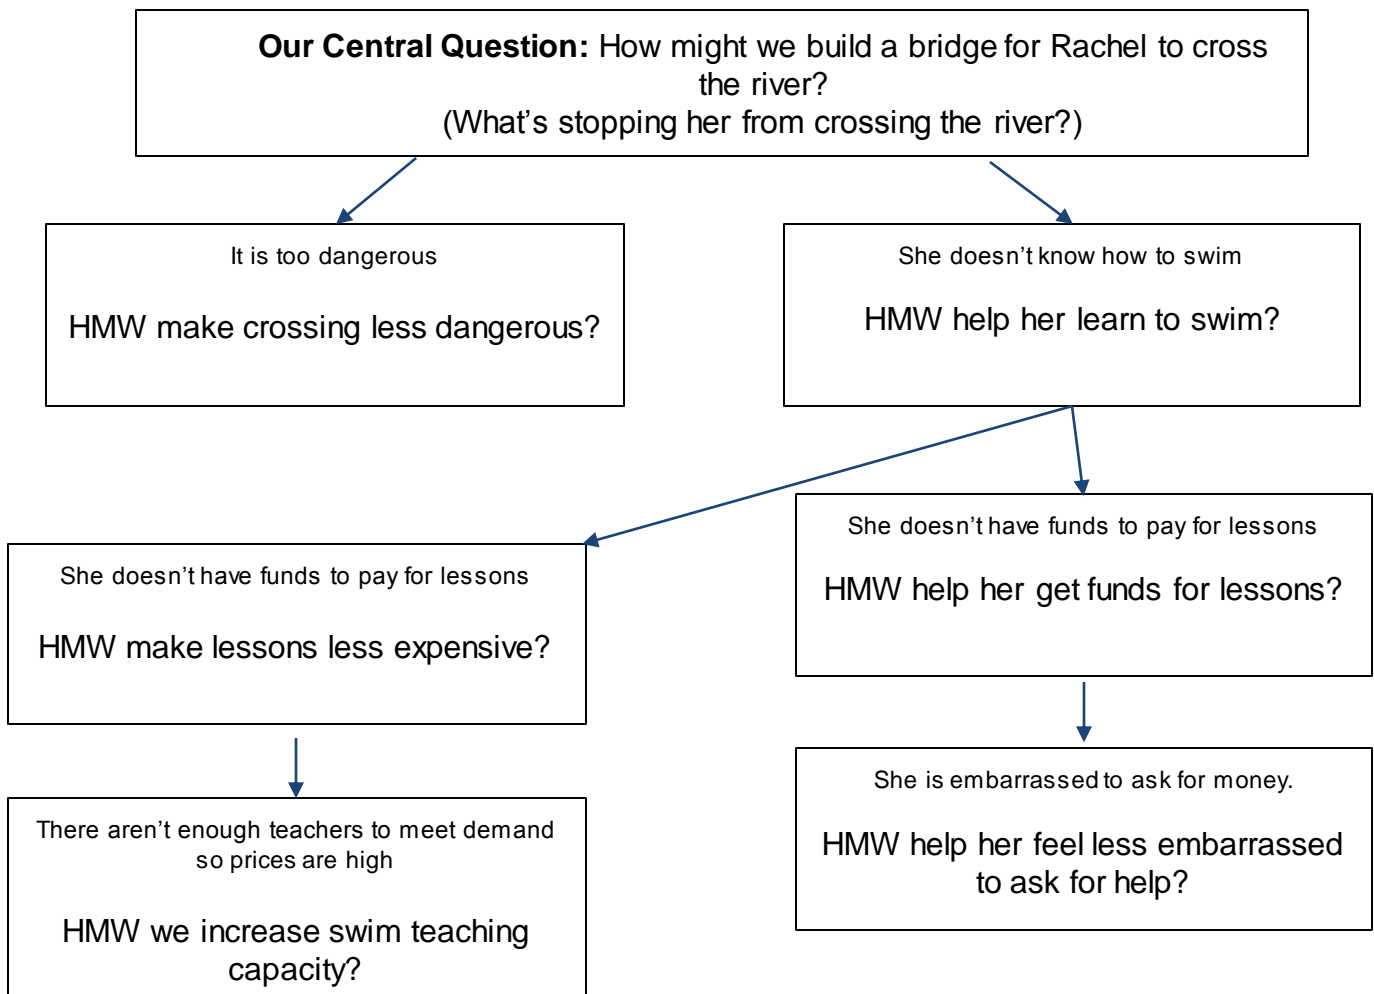 Our Central Question: How might we build a bridge for Rachel to cross
the river?
(What's stopping her from crossing the river?)
It is too dangerous
HMW make crossing less dangerous?
She doesn't know how to swim
HMW help her learn to swim?
She doesn't have funds to pay for lessons
HMW make lessons less expensive?
She doesn't have funds to pay for lessons
HMW help her get funds for lessons?
There aren't enough teachers to meet demand
so prices are high
HMW we increase swim teaching
capacity?
She is embarrassed to ask for money.
HMW help her feel less embarrassed
to ask for help?